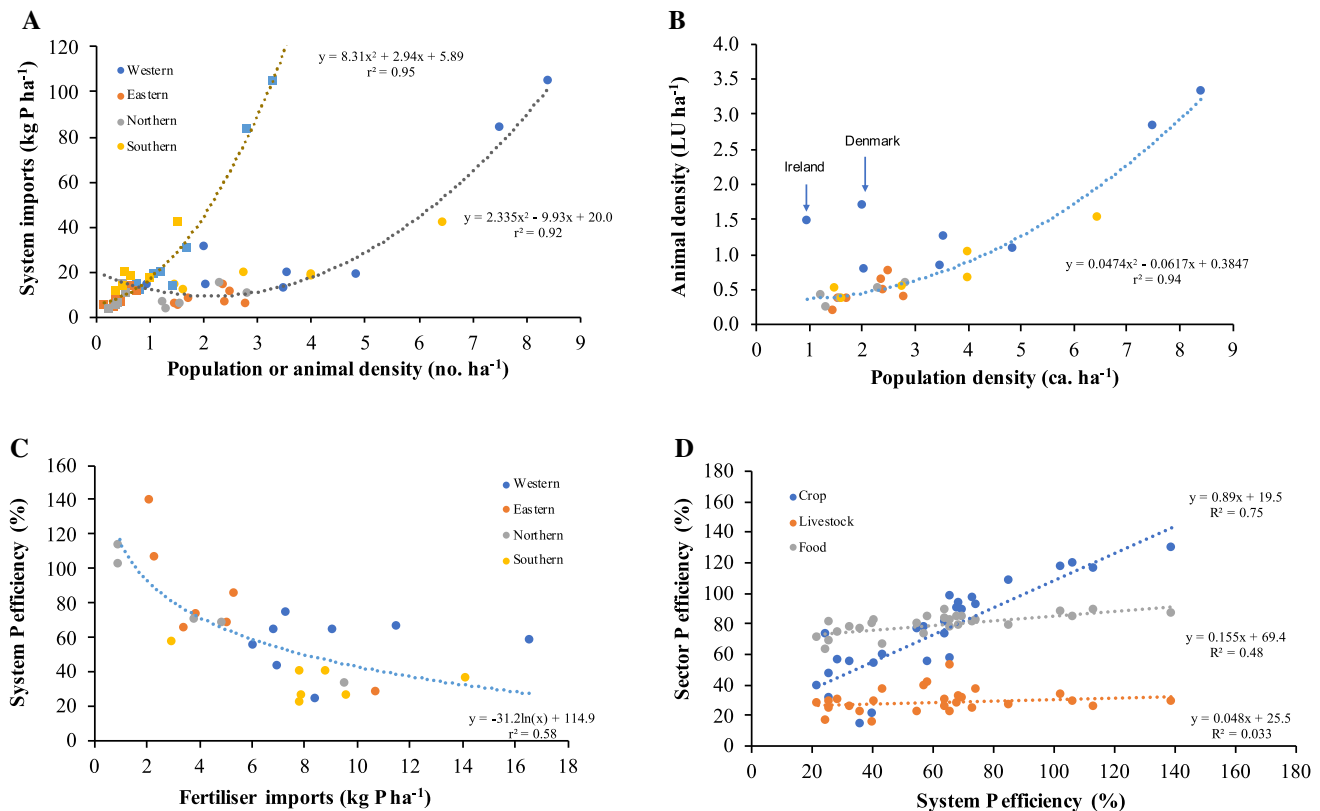 A
120
100
80
60
40
20
0
System imports (kg P ha⁻¹)
Western
Eastern
Northern
Southern
y = 8.31x² + 2.94x + 5.89
r² = 0.95
y = 2.335x² - 9.93x + 20.0
r² = 0.92
0 1 2 3 4 5 6 7 8 9
Population or animal density (no. ha⁻¹)
B
4.0
3.5
3.0
2.5
2.0
1.5
1.0
0.5
0.0
Animal density (LU ha⁻¹)
Ireland
Denmark
y = 0.0474x² - 0.0617x + 0.3847
r² = 0.94
0 1 2 3 4 5 6 7 8 9
Population density (ca. ha⁻¹)
C
160
140
120
100
80
60
40
20
0
System P efficiency (%)
Western
Eastern
Northern
Southern
y = -31.2ln(x) + 114.9
r² = 0.58
0 2 4 6 8 10 12 14 16 18
Fertiliser imports (kg P ha⁻¹)
D
180
160
140
120
100
80
60
40
20
0
Sector P efficiency (%)
Crop
Livestock
Food
y = 0.89x + 19.5
R² = 0.75
y = 0.155x + 69.4
R² = 0.48
y = 0.048x + 25.5
R² = 0.033
0 20 40 60 80 100 120 140 160 180
System P efficiency (%)